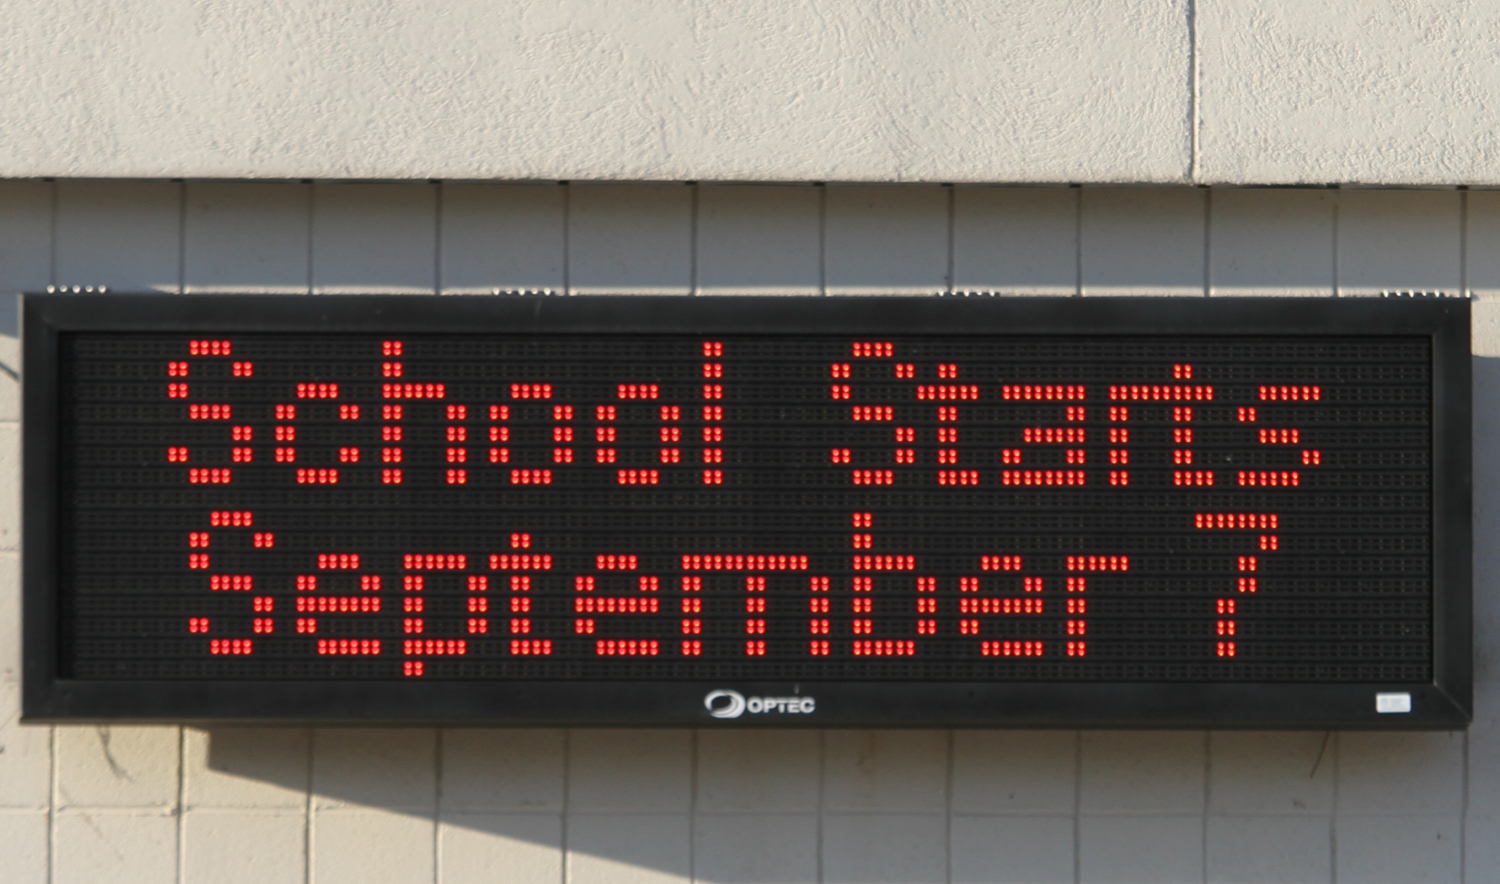 School Starts
September 7
OPTEC